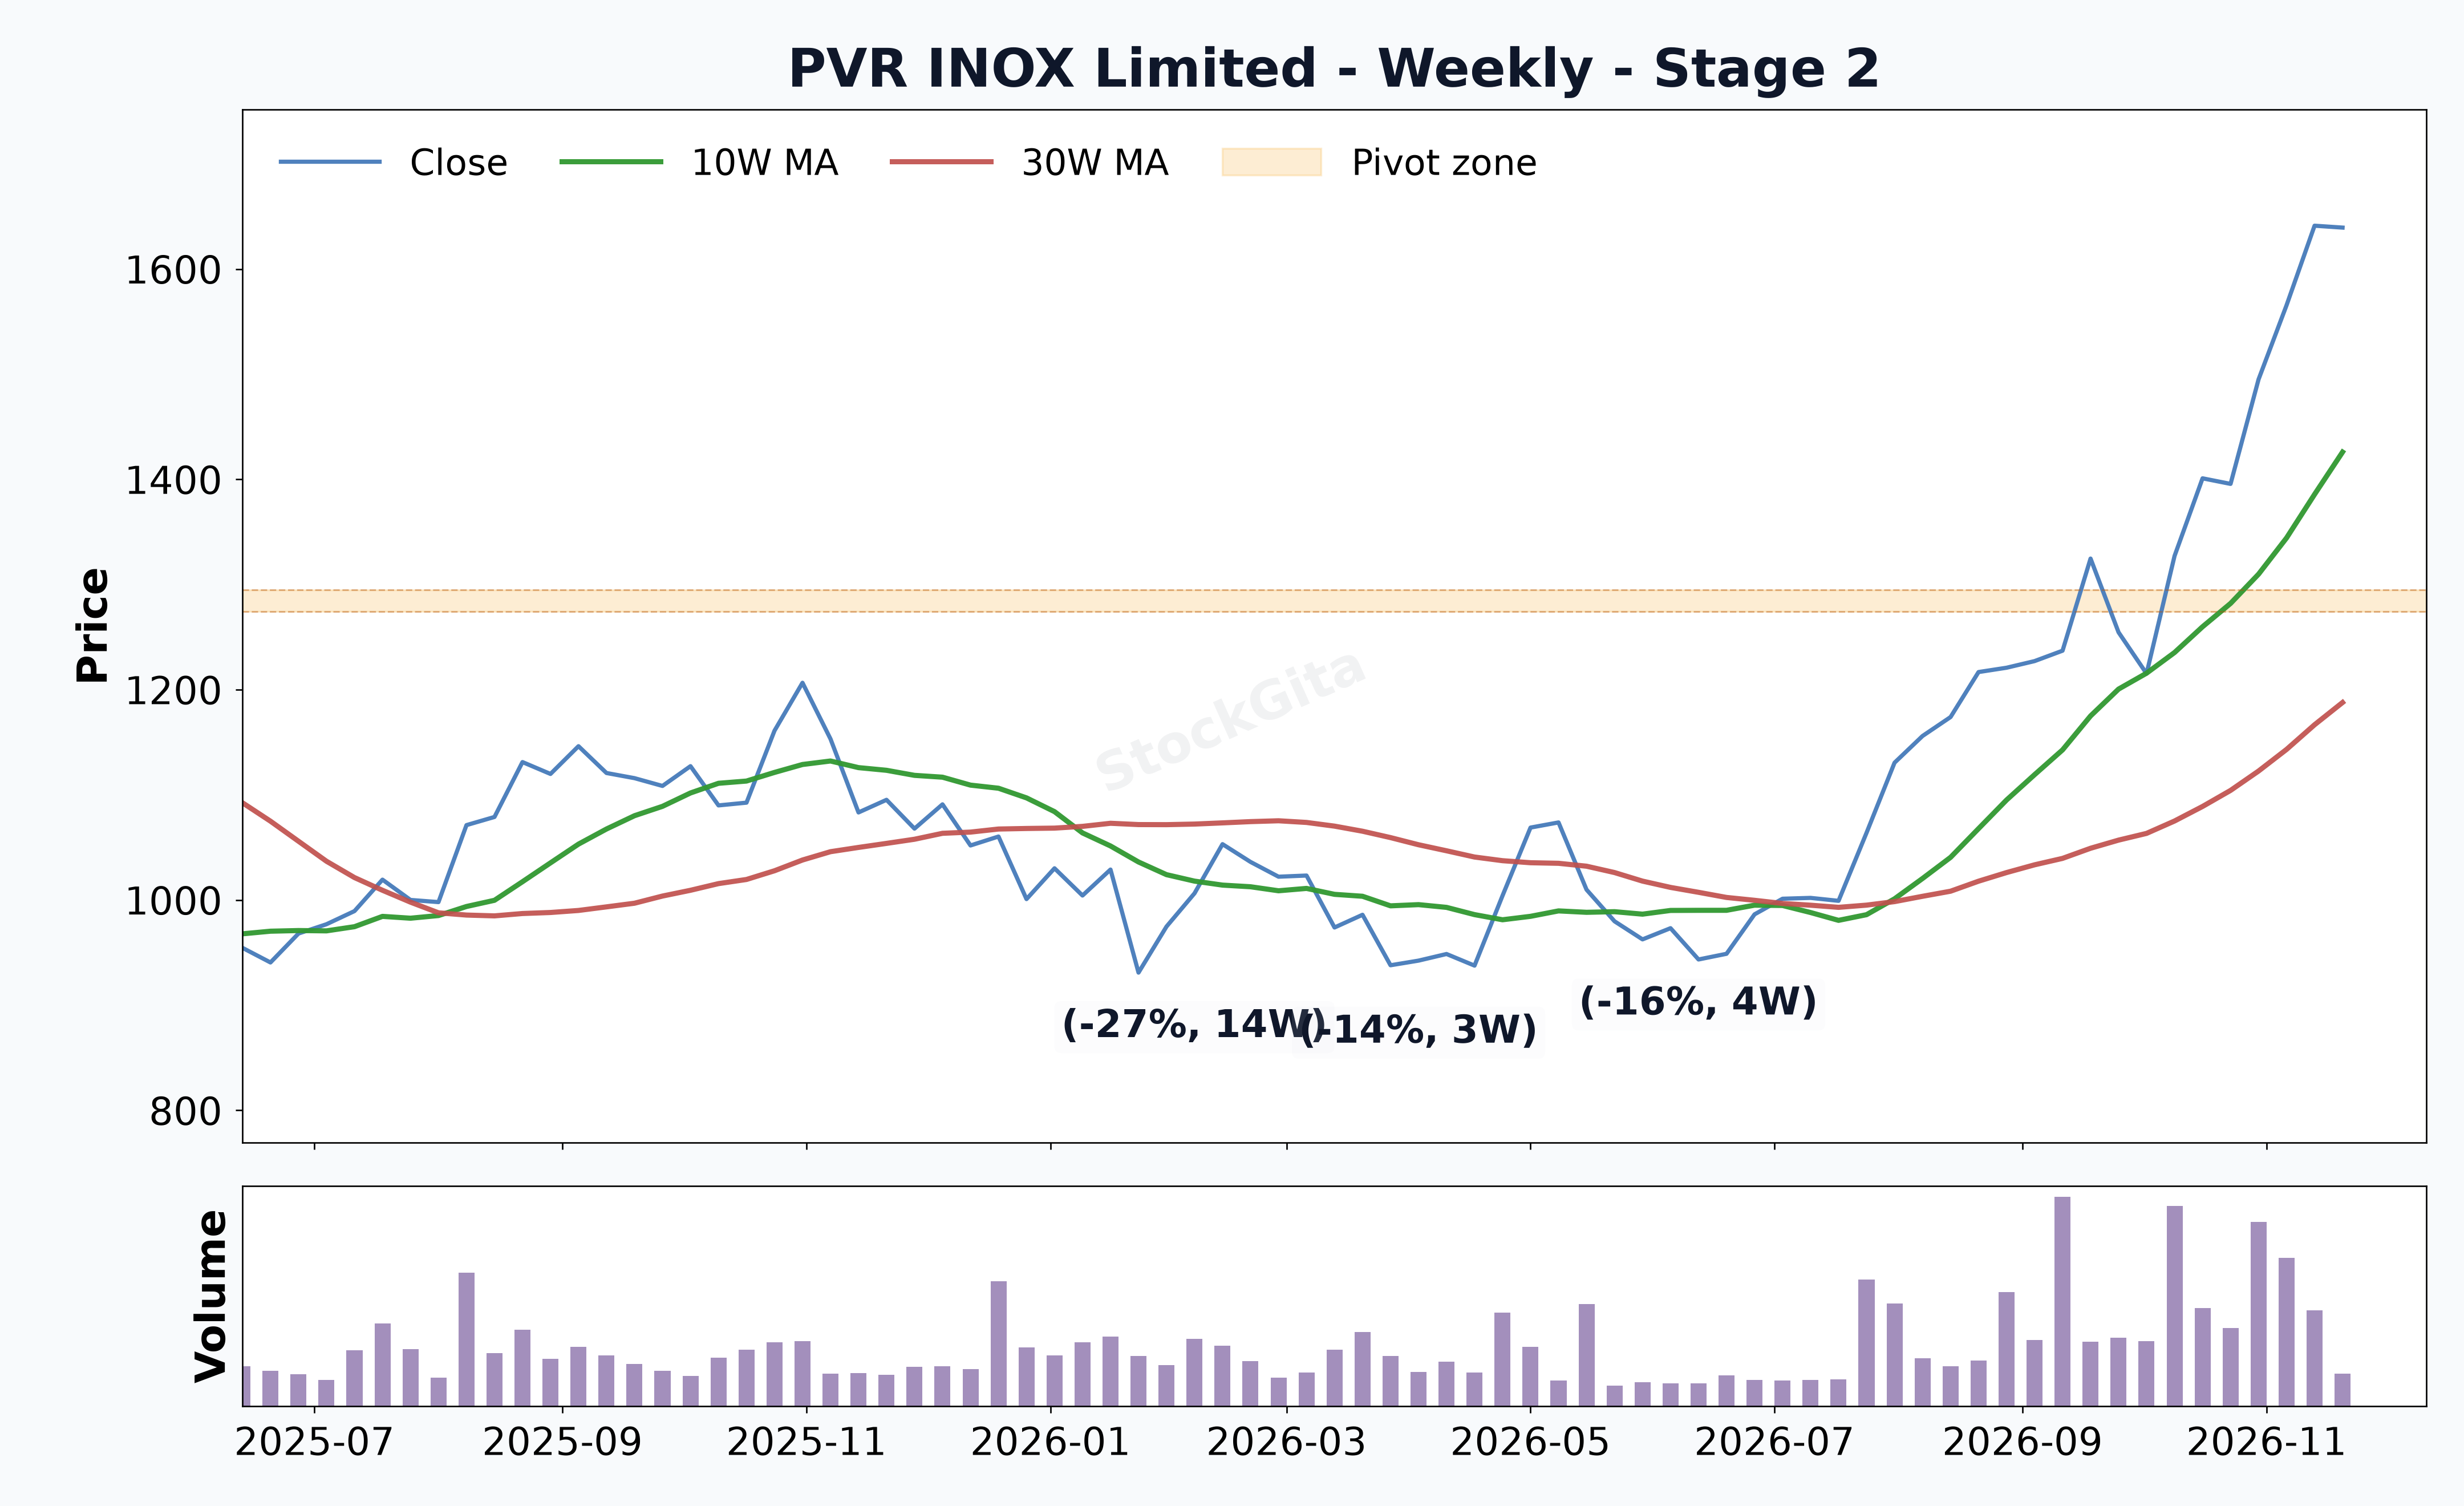 PVR INOX Limited - Weekly - Stage 2
Close 10W MA 30W MA Pivot zone
1600
1400
1200
1000
800
Price
StockGita
(-27%, 14W)
(-14%, 3W)
(-16%, 4W)
Volume
2025-07 2025-09 2025-11 2026-01 2026-03 2026-05 2026-07 2026-09 2026-11